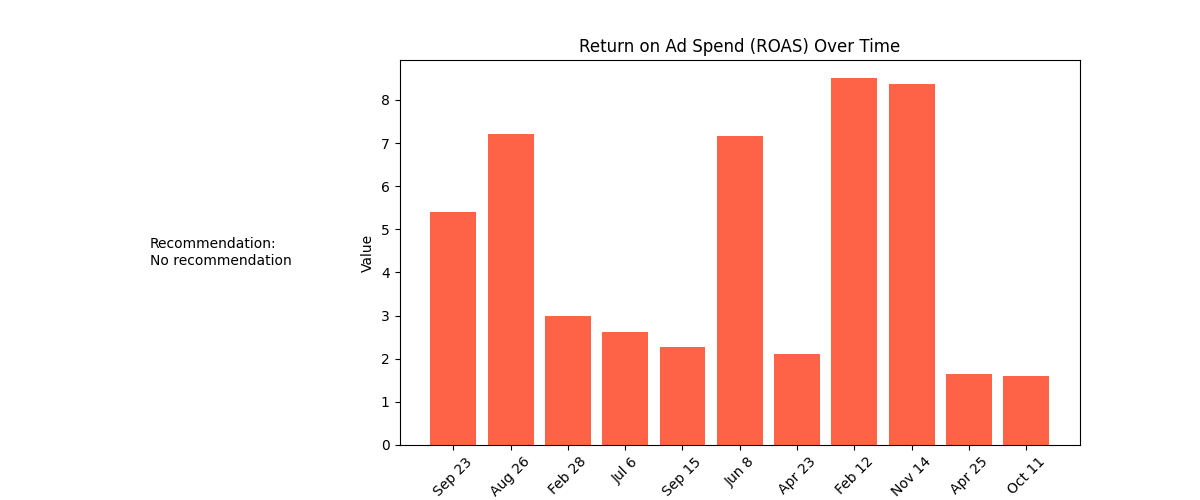 Return on Ad Spend (ROAS) Over Time
Recommendation:
No recommendation
Value
8
7
6
5
4
3
2
1
0
Sep 23
Aug 26
Feb 28
Jul 6
Sep 15
Jun 8
Apr 23
Feb 12
Nov 14
Apr 25
Oct 11